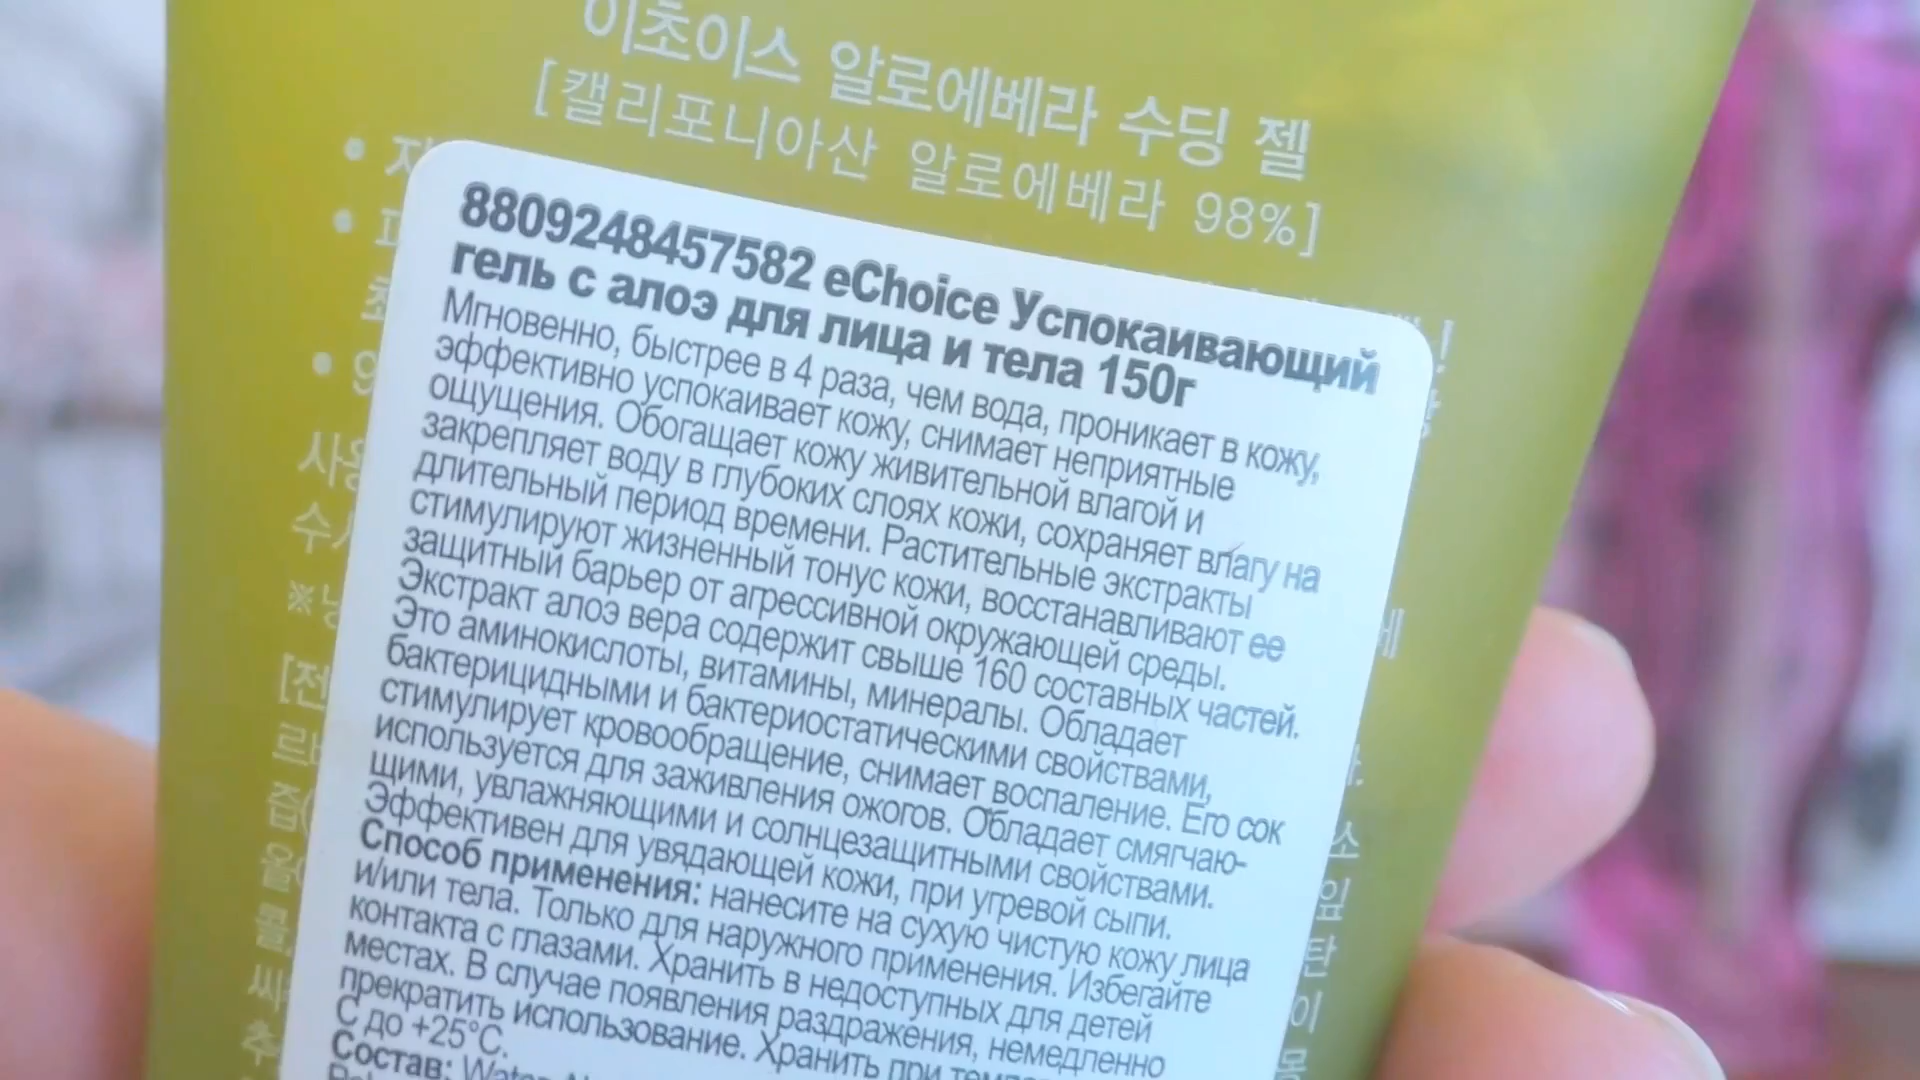 이초이스 알로에베라 수딩 젤
[캘리포니아산 알로에베라 98%]
8809248457582 eChoice Успокаивающий
гель с алоэ для лица и тела 150г
Мгновенно, быстрее в 4 раза, чем вода, проникает в кожу,
эффективно успокаивает кожу, снимает неприятные
ощущения. Обогащает кожу живительной влагой и
закрепляет воду в глубоких слоях кожи, сохраняет влагу на
длительный период времени. Растительные экстракты
стимулируют жизненный тонус кожи, восстанавливают ее
защитный барьер от агрессивной окружающей среды.
Экстракт алоэ вера содержит свыше 160 составных частей.
Это аминокислоты, витамины, минералы. Обладает
бактерицидными и бактериостатическими свойствами,
стимулирует кровообращение, снимает воспаление. Его сок
используется для заживления ожогов. Обладает смягчаю-
щими, увлажняющими и солнцезащитными свойствами.
Эффективен для увядающей кожи, при угревой сыпи.
Способ применения: нанесите на сухую чистую кожу лица
и/или тела. Только для наружного применения. Избегайте
контакта с глазами. Хранить в недоступных для детей
местах. В случае появления раздражения, немедленно
прекратить использование. Хранить при
С до +25°С.
Состав: Water,